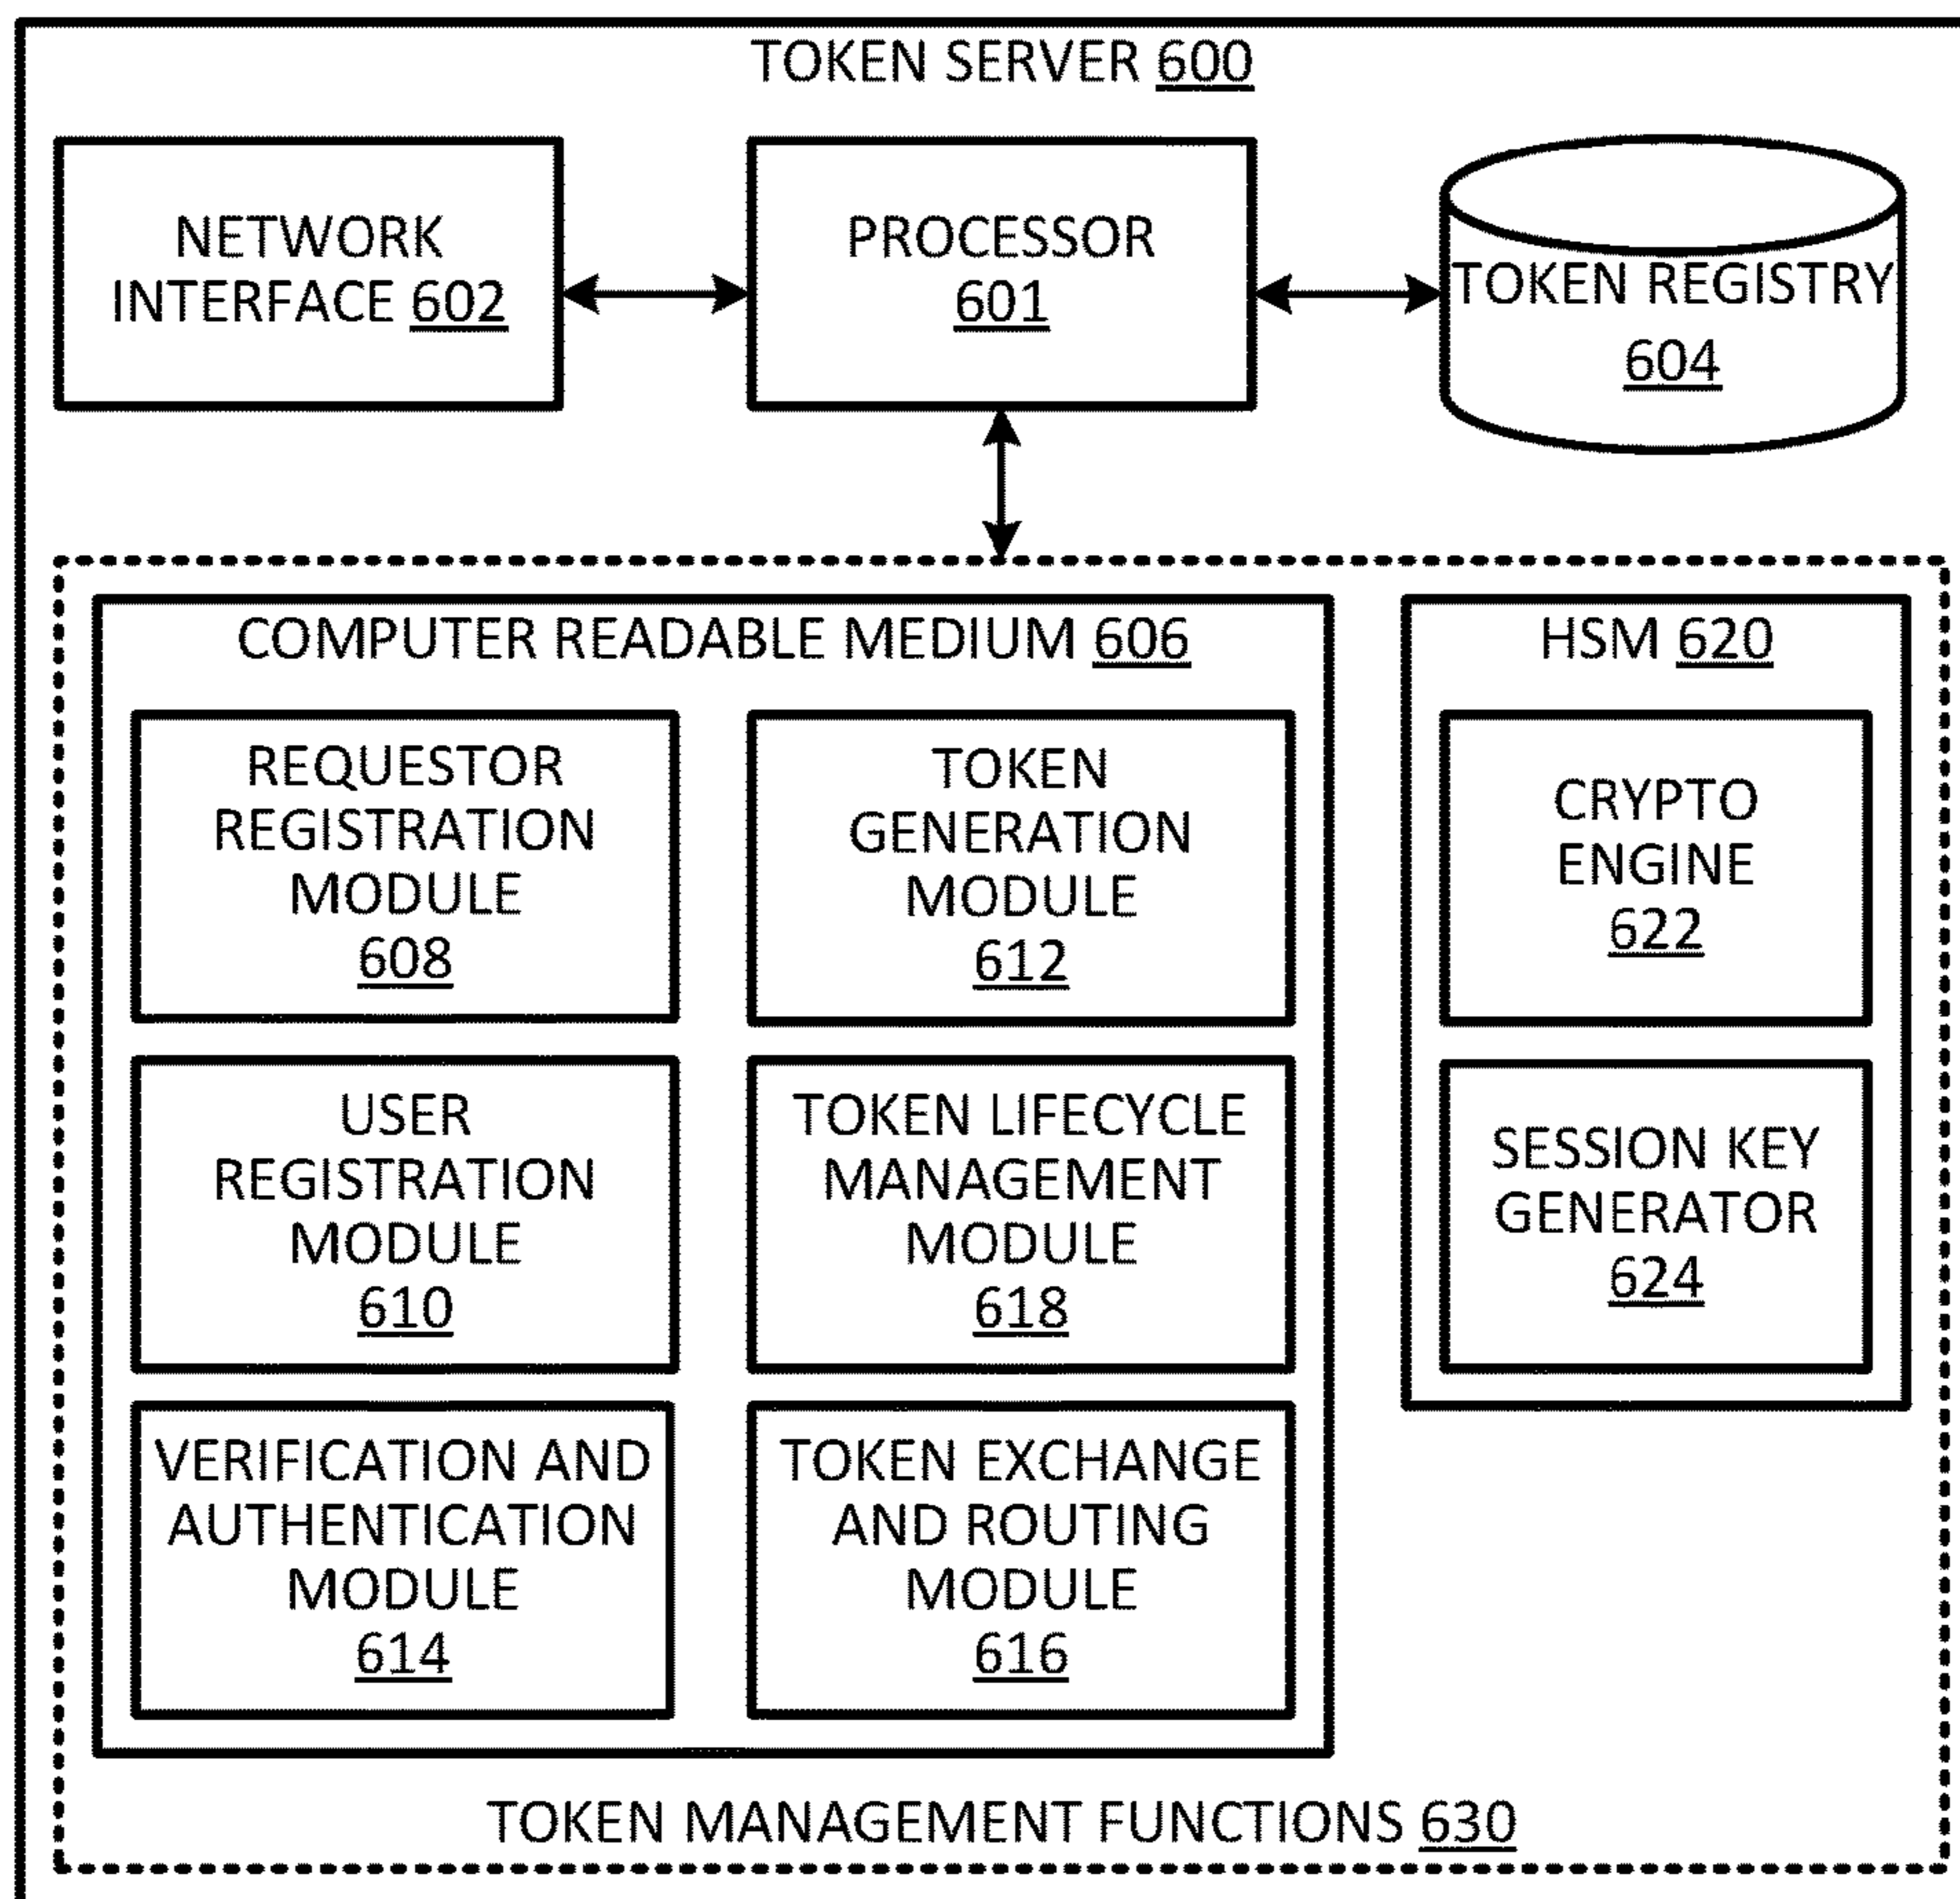 TOKEN SERVER 600
NETWORK
INTERFACE 602
PROCESSOR
601
TOKEN REGISTRY
604
COMPUTER READABLE MEDIUM 606
REQUESTOR
REGISTRATION
MODULE
608
TOKEN
GENERATION
MODULE
612
USER
REGISTRATION
MODULE
610
TOKEN LIFECYCLE
MANAGEMENT
MODULE
618
VERIFICATION AND
AUTHENTICATION
MODULE
614
TOKEN EXCHANGE
AND ROUTING
MODULE
616
HSM 620
CRYPTO
ENGINE
622
SESSION KEY
GENERATOR
624
TOKEN MANAGEMENT FUNCTIONS 630